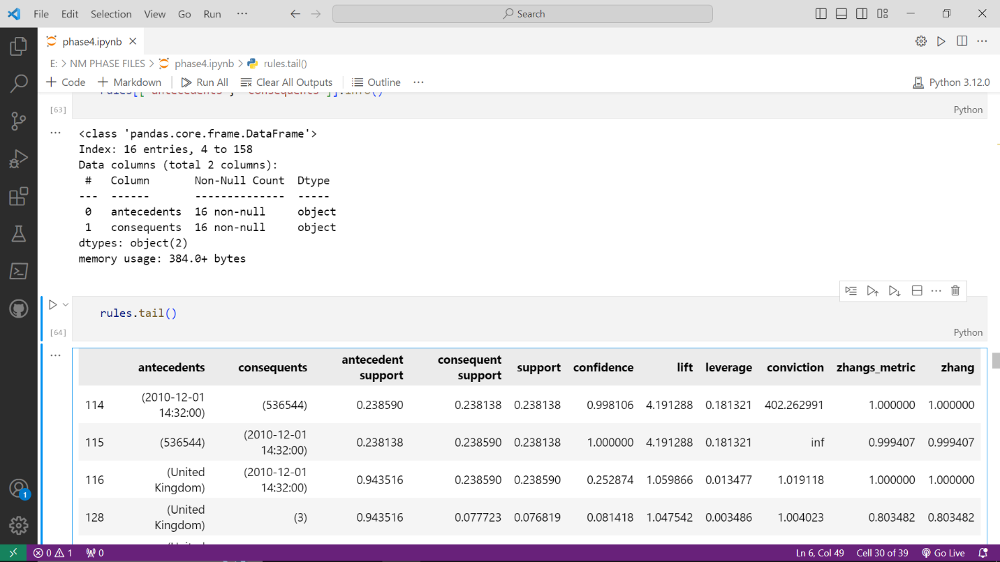 File Edit Selection View Go Run ··· Search
phase4.ipynb
E: > NM PHASE FILES > phase4.ipynb > rules.tail()
+ Code + Markdown Run All Clear All Outputs Outline ··· Python 3.12.0
[63] Python
<class 'pandas.core.frame.DataFrame'>
Index: 16 entries, 4 to 158
Data columns (total 2 columns):
# Column Non-Null Count Dtype
--- ------ -------------- -----
0 antecedents 16 non-null object
1 consequents 16 non-null object
dtypes: object(2)
memory usage: 384.0+ bytes
rules.tail()
[64] Python
antecedents consequents antecedent support consequent support support confidence lift leverage conviction zhangs_metric zhang
114 (2010-12-01 14:32:00) (536544) 0.238590 0.238138 0.238138 0.998106 4.191288 0.181321 402.262991 1.000000 1.000000
115 (536544) (2010-12-01 14:32:00) 0.238138 0.238590 0.238138 1.000000 4.191288 0.181321 inf 0.999407 0.999407
116 (United Kingdom) (2010-12-01 14:32:00) 0.943516 0.238590 0.238590 0.252874 1.059866 0.013477 1.019118 1.000000 1.000000
128 (United Kingdom) (3) 0.943516 0.077723 0.076819 0.081418 1.047542 0.003486 1.004023 0.803482 0.803482
1
0 1 0 Ln 6, Col 49 Cell 30 of 39 Go Live